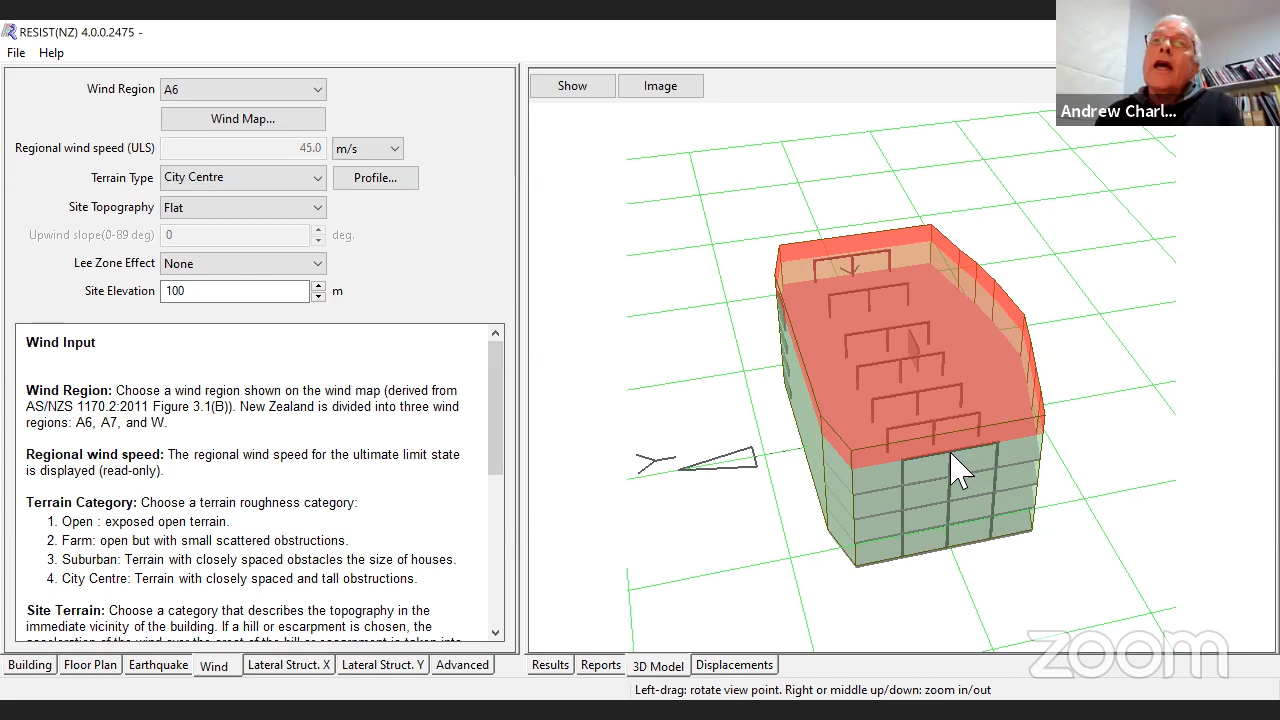 RESIST(NZ) 4.0.0.2475 -
File Help
Wind Region A6
Wind Map...
Regional wind speed (ULS) 45.0 m/s
Terrain Type City Centre Profile...
Site Topography Flat
Upwind slope(0-89 deg) 0 deg.
Lee Zone Effect None
Site Elevation 100 m
Wind Input
Wind Region: Choose a wind region shown on the wind map (derived from
AS/NZS 1170.2:2011 Figure 3.1(B)). New Zealand is divided into three wind
regions: A6, A7, and W.
Regional wind speed: The regional wind speed for the ultimate limit state
is displayed (read-only).
Terrain Category: Choose a terrain roughness category:
1. Open : exposed open terrain.
2. Farm: open but with small scattered obstructions.
3. Suburban: Terrain with closely spaced obstacles the size of houses.
4. City Centre: Terrain with closely spaced and tall obstructions.
Site Terrain: Choose a category that describes the topography in the
immediate vicinity of the building. If a hill or escarpment is chosen, the
Building Floor Plan Earthquake Wind Lateral Struct. X Lateral Struct. Y Advanced
Show Image
Andrew Charl...
Y
zoom
Results Reports 3D Model Displacements
Left-drag: rotate view point. Right or middle up/down: zoom in/out